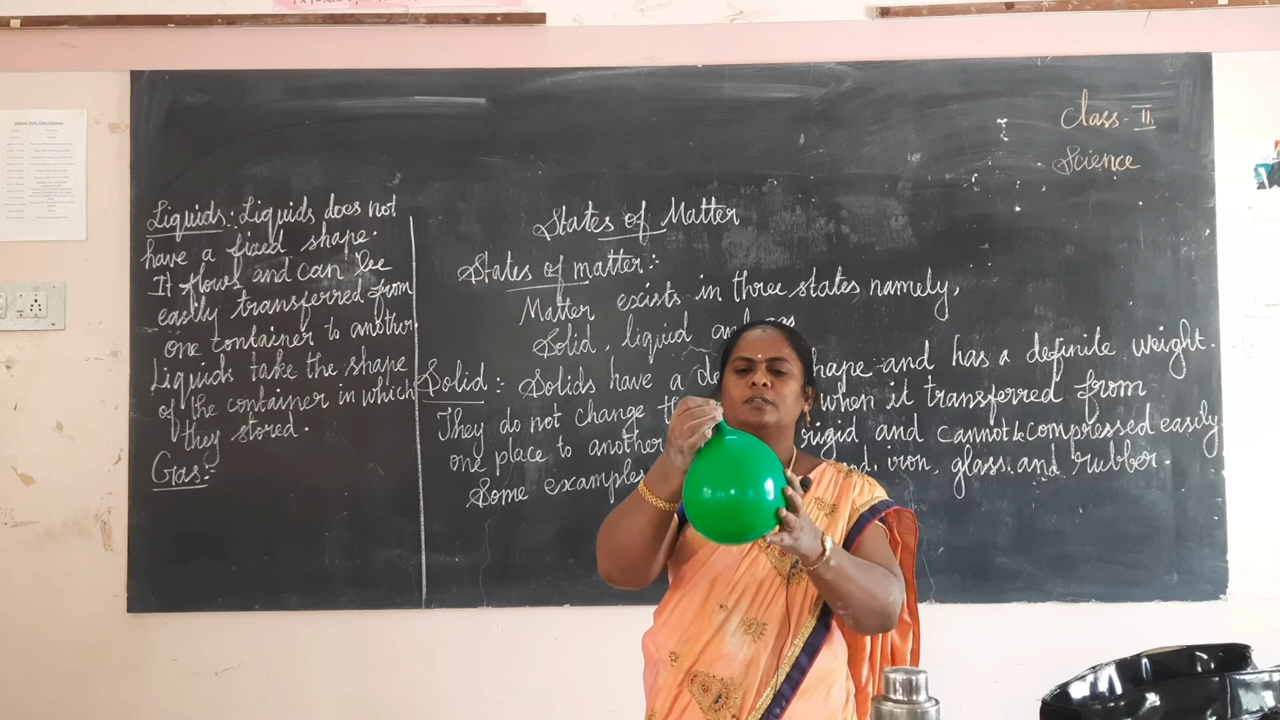 Class - II
Science
Liquids: Liquids does not
have a fixed shape.
It flows and can be
easily transferred from
one container to another
Liquids take the shape
of the container in which
they stored.
Gas:-
States of Matter
States of matter:-
Matter exists in three states namely,
Solid, liquid and gas
Solid:- Solids have a de hape and has a definite weight.
They do not change when it transferred from
one place to another rigid and cannot be compressed easily
Some examples iron, glass and rubber.